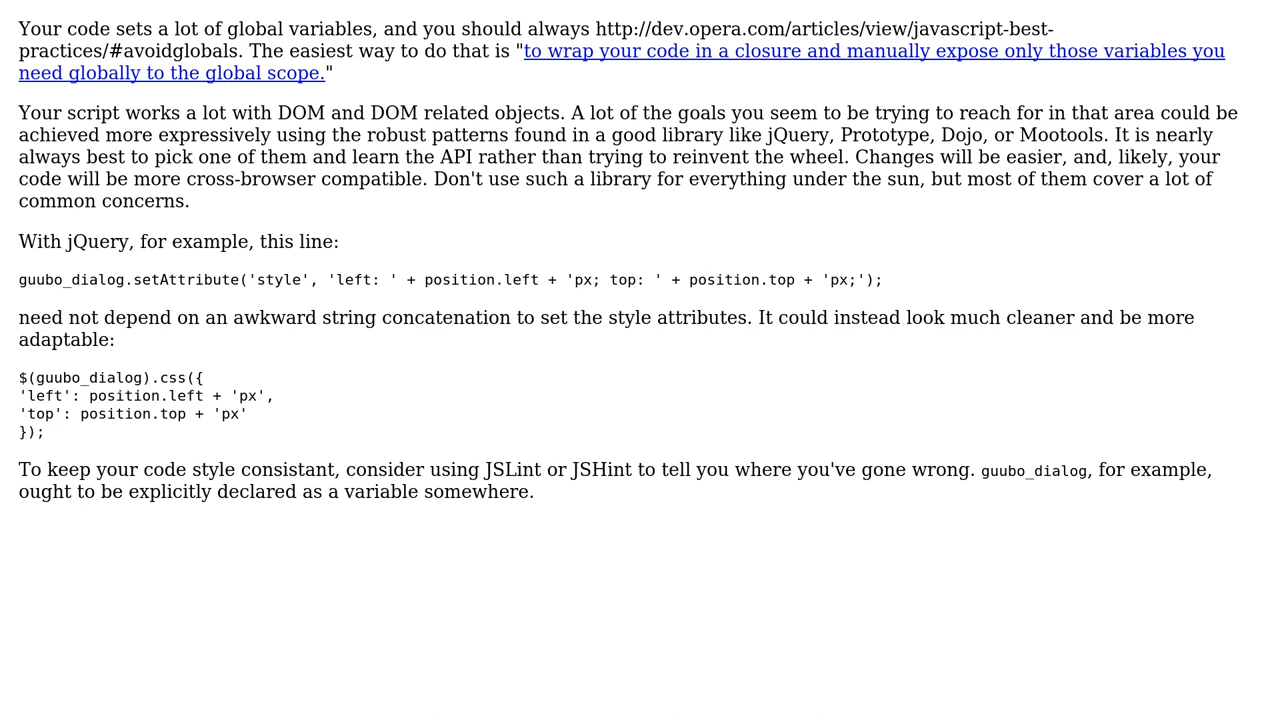 Your code sets a lot of global variables, and you should always http://dev.opera.com/articles/view/javascript-best-
practices/#avoidglobals. The easiest way to do that is "to wrap your code in a closure and manually expose only those variables you
need globally to the global scope."
Your script works a lot with DOM and DOM related objects. A lot of the goals you seem to be trying to reach for in that area could be
achieved more expressively using the robust patterns found in a good library like jQuery, Prototype, Dojo, or Mootools. It is nearly
always best to pick one of them and learn the API rather than trying to reinvent the wheel. Changes will be easier, and, likely, your
code will be more cross-browser compatible. Don't use such a library for everything under the sun, but most of them cover a lot of
common concerns.
With jQuery, for example, this line:
guubo_dialog.setAttribute('style', 'left: ' + position.left + 'px; top: ' + position.top + 'px;');
need not depend on an awkward string concatenation to set the style attributes. It could instead look much cleaner and be more
adaptable:
$(guubo_dialog).css({
'left': position.left + 'px',
'top': position.top + 'px'
});
To keep your code style consistant, consider using JSLint or JSHint to tell you where you've gone wrong. guubo_dialog, for example,
ought to be explicitly declared as a variable somewhere.